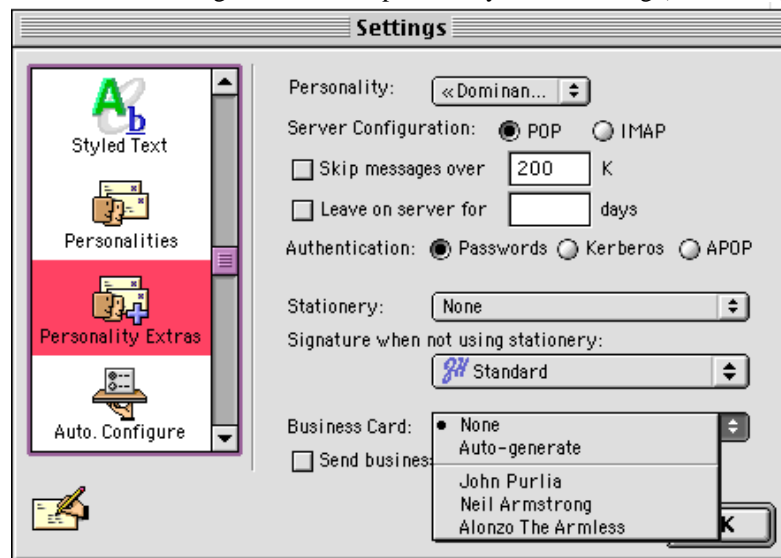 Settings
Styled Text
Personalities
Personality Extras
Auto. Configure
Personality: «Dominan...
Server Configuration: POP IMAP
Skip messages over 200 K
Leave on server for days
Authentication: Passwords Kerberos APOP
Stationery: None
Signature when not using stationery:
Standard
Business Card: None
Auto-generate
Send busines
John Purlia
Neil Armstrong
Alonzo The Armless
K